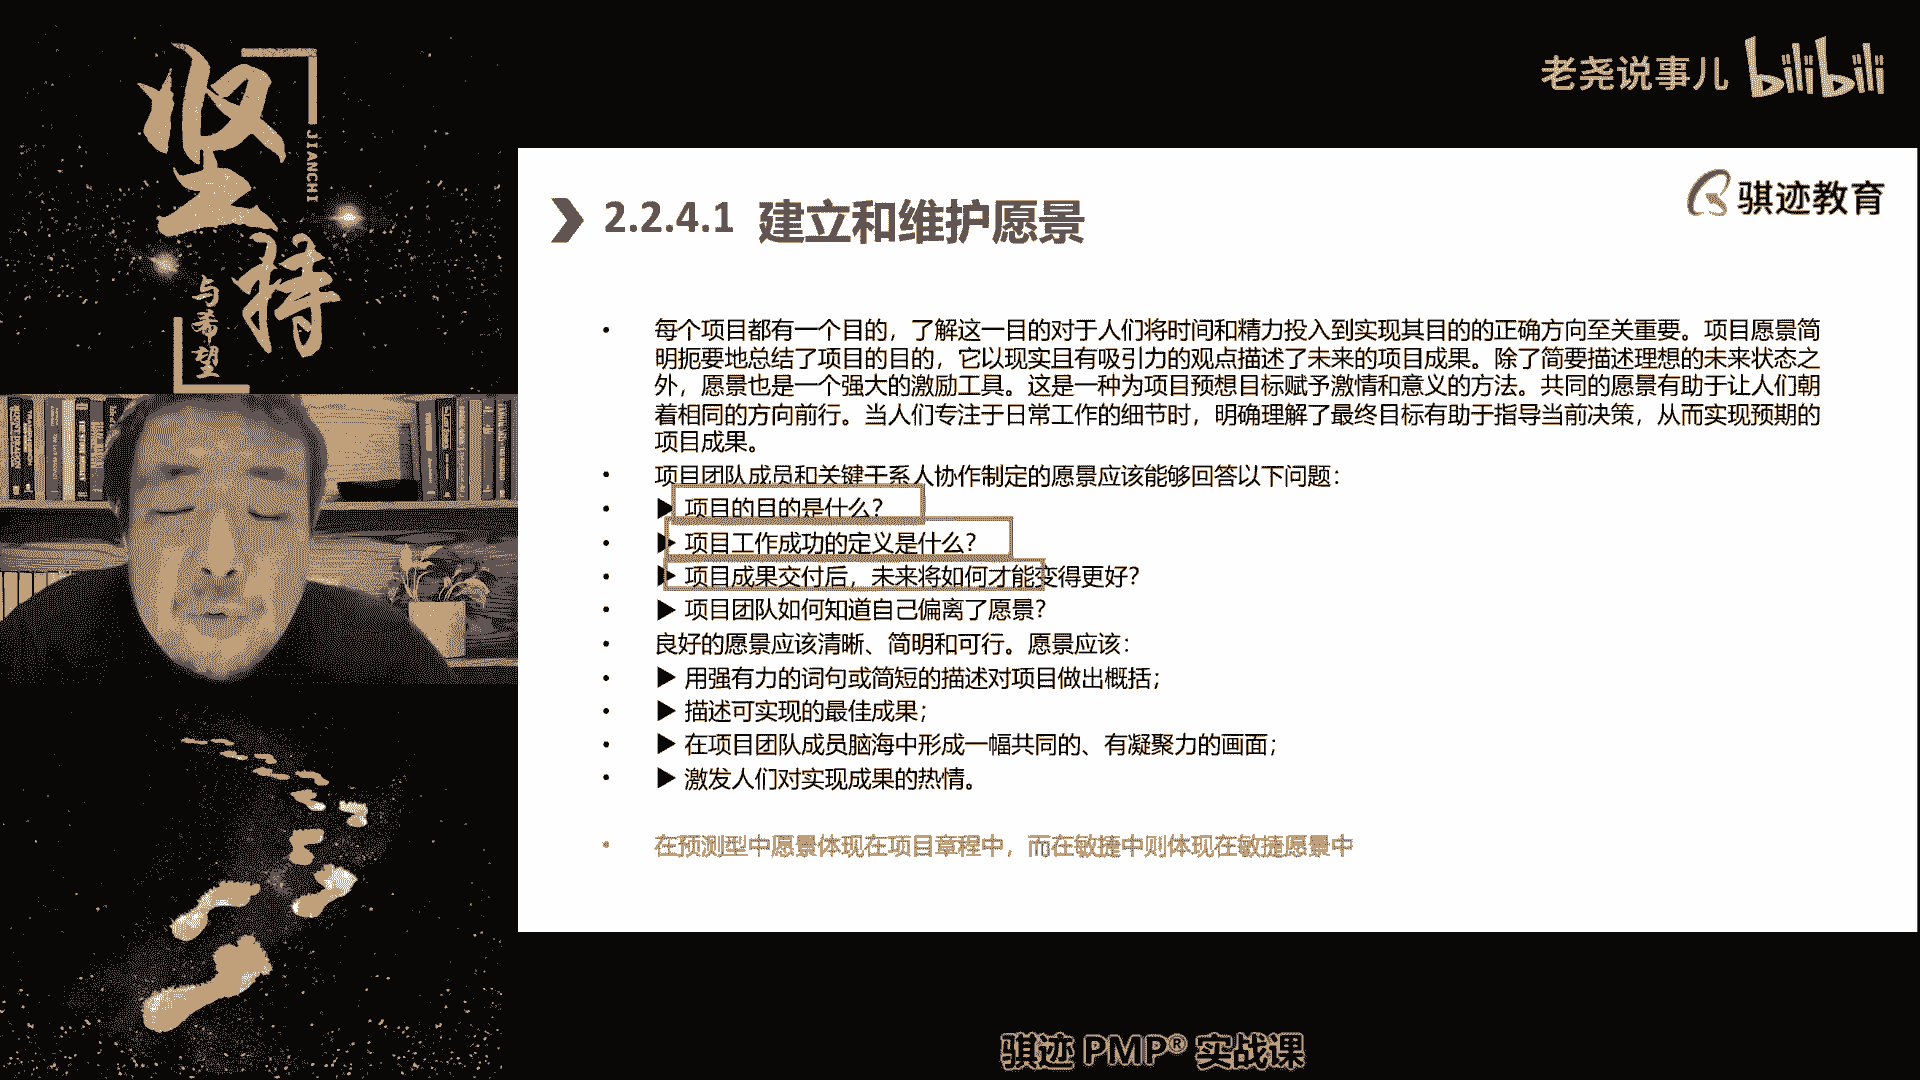 坚持
JIANCHI
与希望
老尧说事儿 bilibili
骐迹教育
2.2.4.1 建立和维护愿景
• 每个项目都有一个目的，了解这一目的对于人们将时间和精力投入到实现其目的的正确方向至关重要。项目愿景简
明扼要地总结了项目的目的，它以现实且有吸引力的观点描述了未来的项目成果。除了简要描述理想的未来状态之
外，愿景也是一个强大的激励工具。这是一种为项目预想目标赋予激情和意义的方法。共同的愿景有助于让人们朝
着相同的方向前行。当人们专注于日常工作的细节时，明确理解了最终目标有助于指导当前决策，从而实现预期的
项目成果。
• 项目团队成员和关键干系人协作制定的愿景应该能够回答以下问题：
• ▶ 项目的目的是什么？
• ▶ 项目工作成功的定义是什么？
• ▶ 项目成果交付后，未来将如何才能变得更好？
• ▶ 项目团队如何知道自己偏离了愿景？
• 良好的愿景应该清晰、简明和可行。愿景应该：
• ▶ 用强有力的词句或简短的描述对项目做出概括；
• ▶ 描述可实现的最佳成果；
• ▶ 在项目团队成员脑海中形成一幅共同的、有凝聚力的画面；
• ▶ 激发人们对实现成果的热情。
• 在预测型中愿景体现在项目章程中，而在敏捷中则体现在敏捷愿景中
骐迹 PMP® 实战课